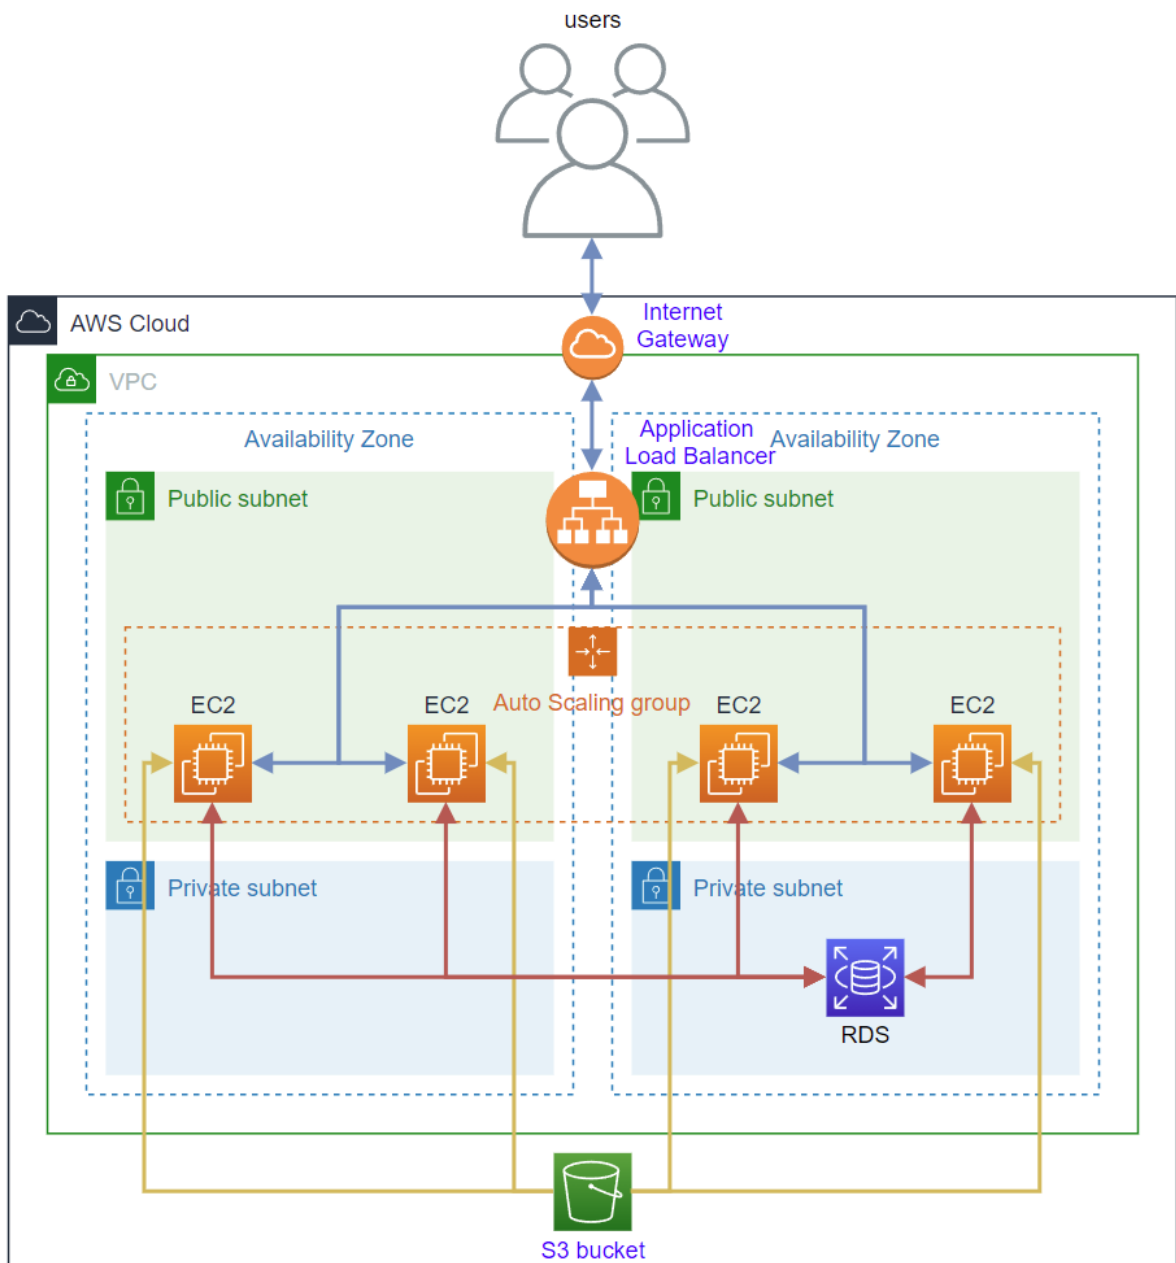 users
AWS Cloud
Internet
Gateway
VPC
Availability Zone
Application
Load Balancer
Availability Zone
Public subnet
Public subnet
Auto Scaling group
EC2
EC2
EC2
EC2
Private subnet
Private subnet
RDS
S3 bucket